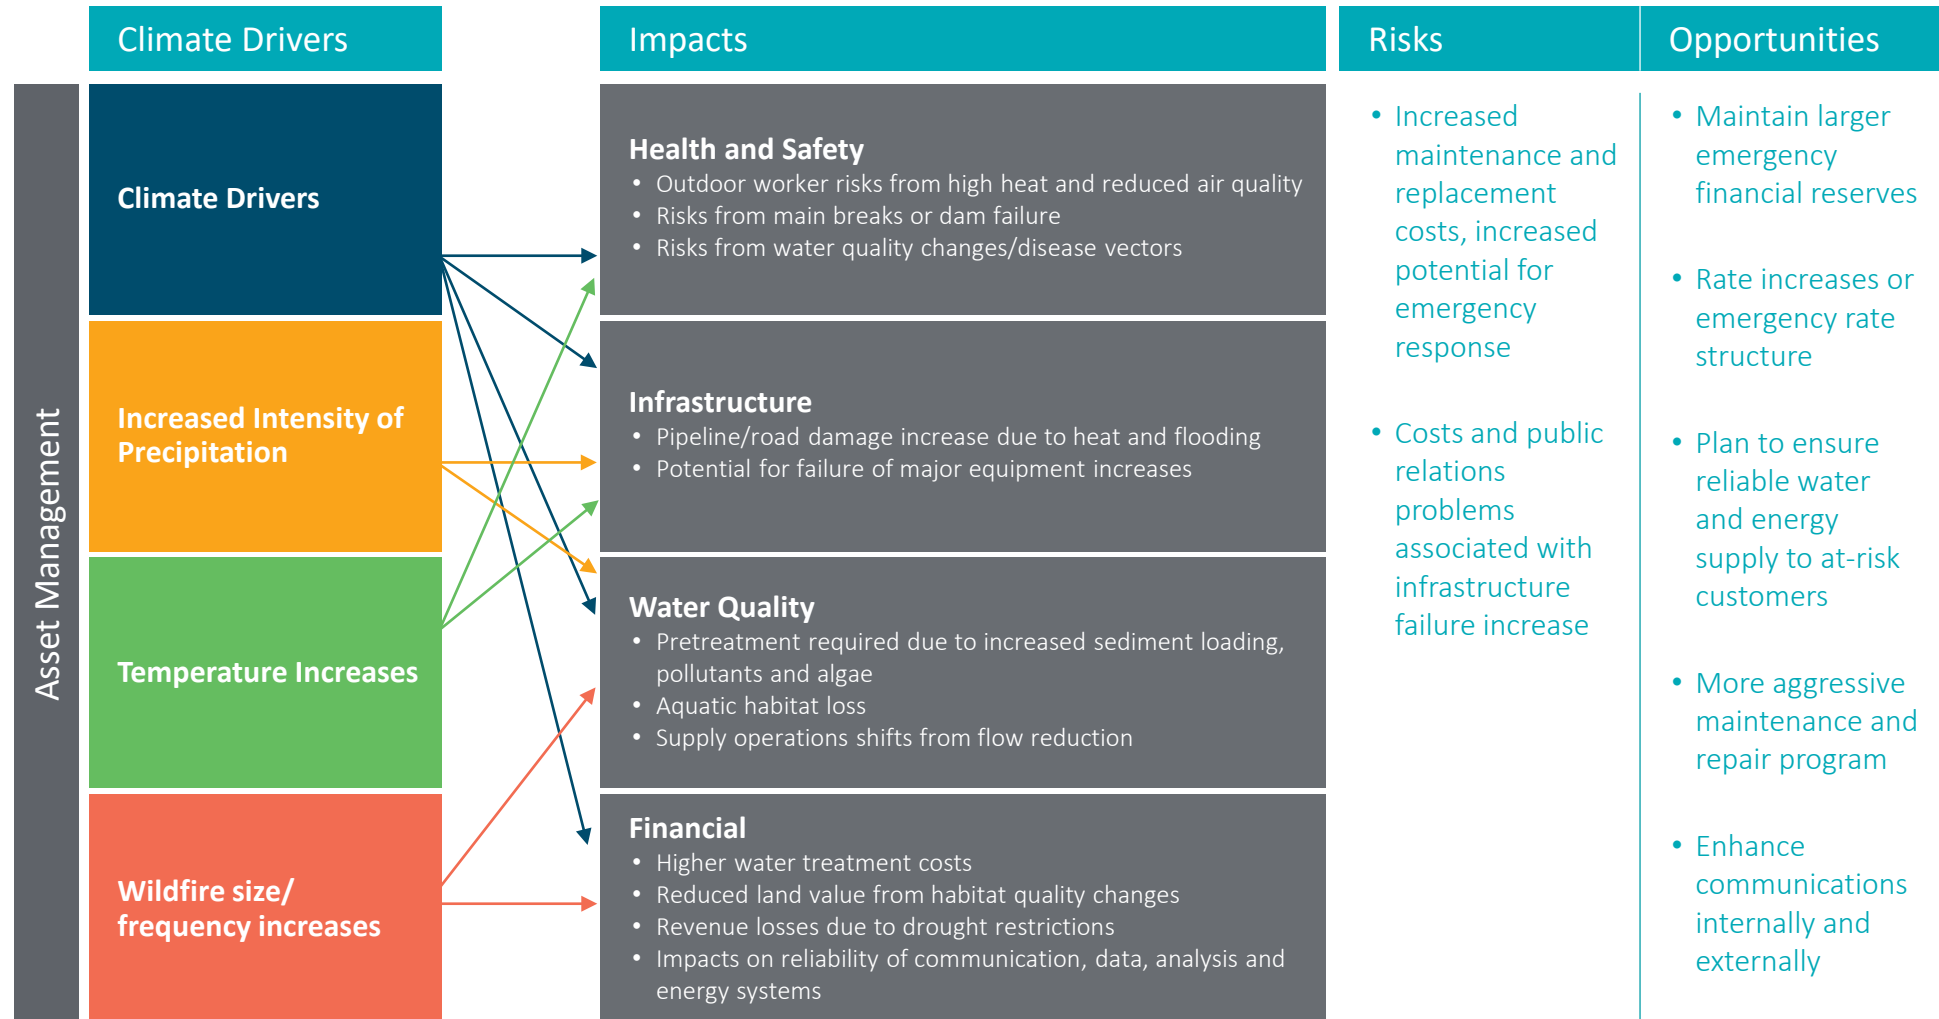 Climate Drivers
Impacts
Risks
Opportunities
Asset Management
Climate Drivers
Increased Intensity of
Precipitation
Temperature Increases
Wildfire size/
frequency increases
Health and Safety
• Outdoor worker risks from high heat and reduced air quality
• Risks from main breaks or dam failure
• Risks from water quality changes/disease vectors
Infrastructure
• Pipeline/road damage increase due to heat and flooding
• Potential for failure of major equipment increases
Water Quality
• Pretreatment required due to increased sediment loading,
pollutants and algae
• Aquatic habitat loss
• Supply operations shifts from flow reduction
Financial
• Higher water treatment costs
• Reduced land value from habitat quality changes
• Revenue losses due to drought restrictions
• Impacts on reliability of communication, data, analysis and
energy systems
• Increased
maintenance and
replacement
costs, increased
potential for
emergency
response
• Costs and public
relations
problems
associated with
infrastructure
failure increase
• Maintain larger
emergency
financial reserves
• Rate increases or
emergency rate
structure
• Plan to ensure
reliable water
and energy
supply to at-risk
customers
• More aggressive
maintenance and
repair program
• Enhance
communications
internally and
externally